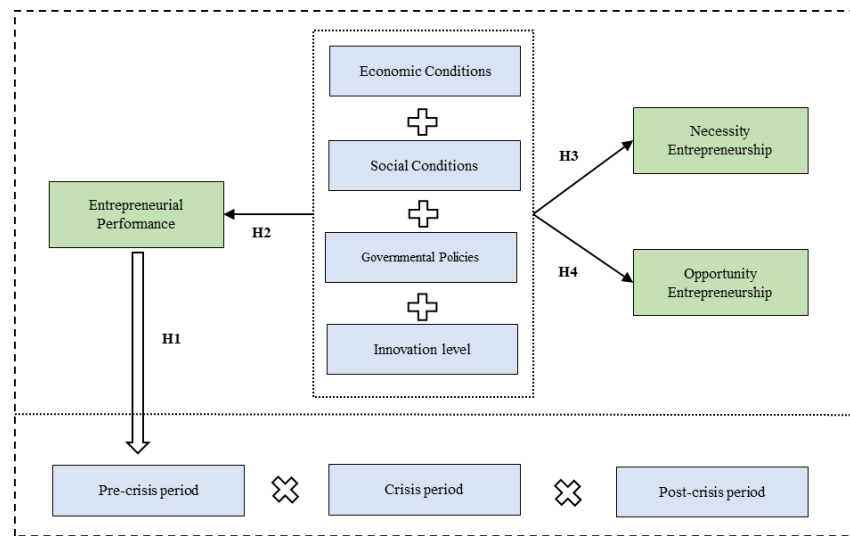 Economic Conditions
Social Conditions
Governmental Policies
Innovation level
Entrepreneurial
Performance
H2
H1
H3
H4
Necessity
Entrepreneurship
Opportunity
Entrepreneurship
Pre-crisis period
Crisis period
Post-crisis period